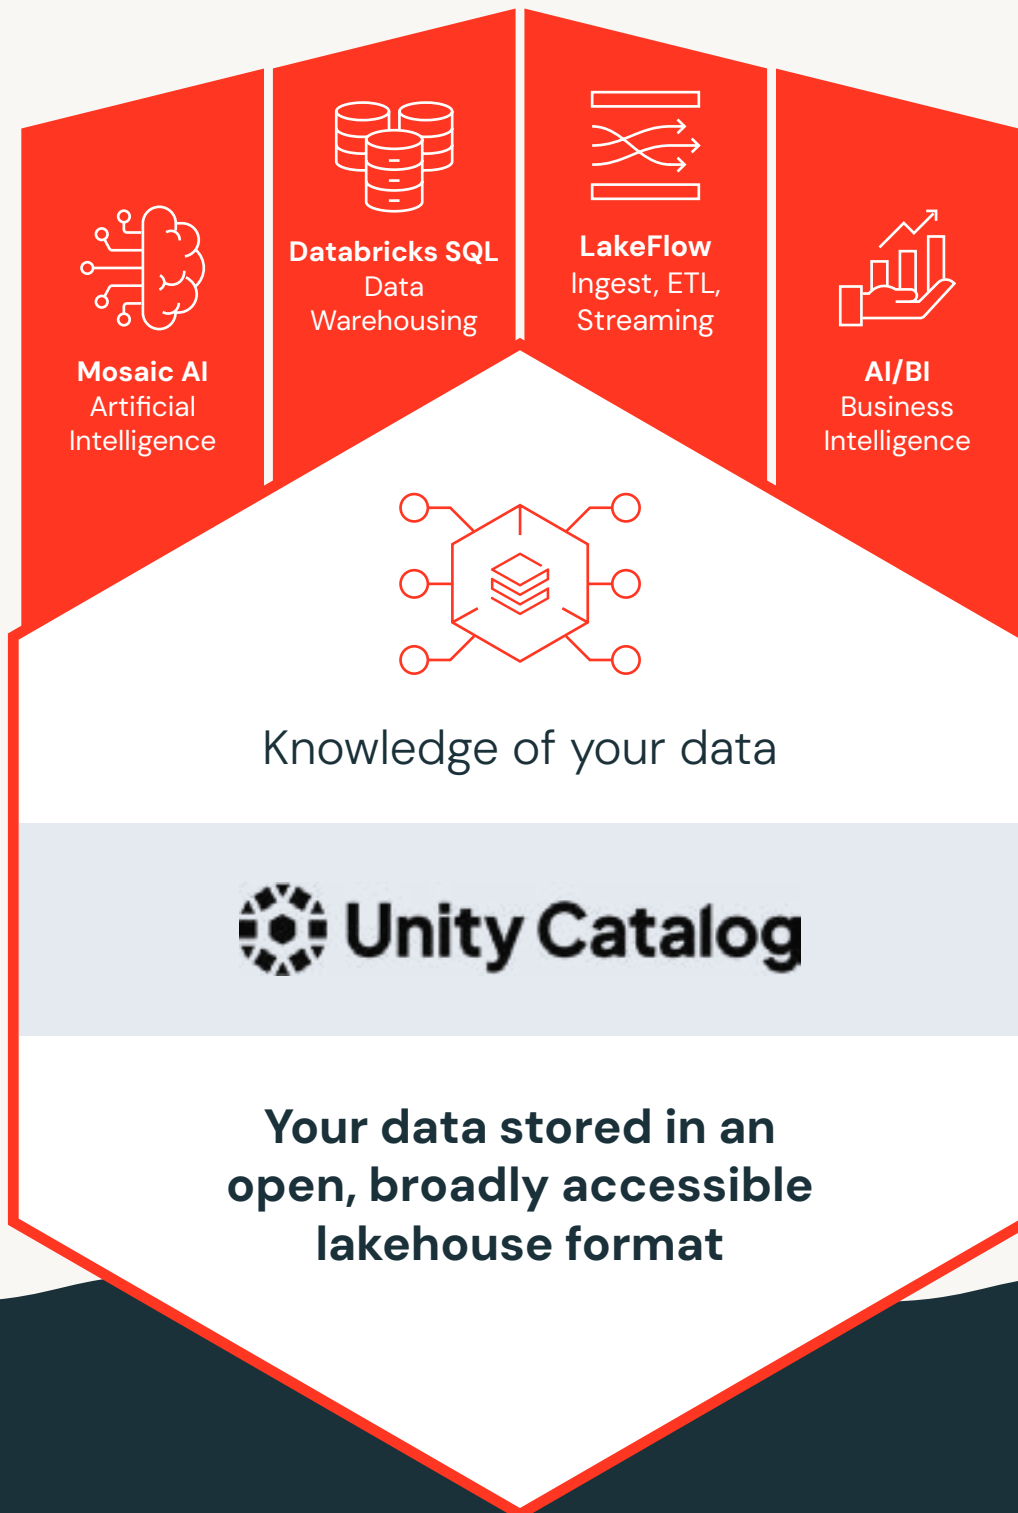 Mosaic AI
Artificial
Intelligence
Databricks SQL
Data
Warehousing
LakeFlow
Ingest, ETL,
Streaming
AI/BI
Business
Intelligence
Knowledge of your data
Unity Catalog
Your data stored in an
open, broadly accessible
lakehouse format